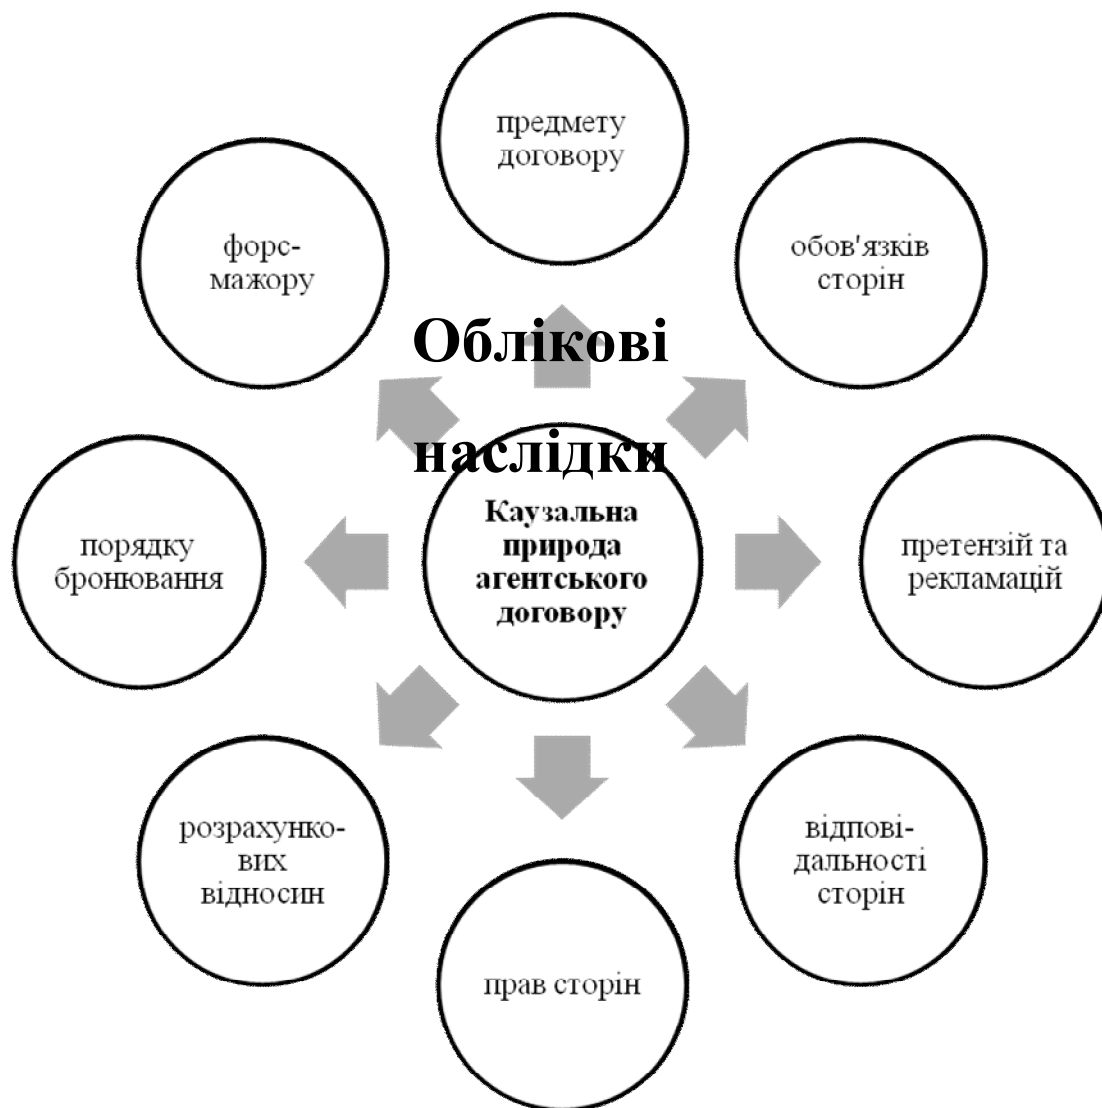 предмету
договору
форс-
мажору
обов'язків
сторін
Облікові
наслідки
Каузальна
природа
агентського
договору
порядку
бронювання
претензій та
рекламацій
розрахунко-
вих
відносин
відпові-
дальності
сторін
прав сторін